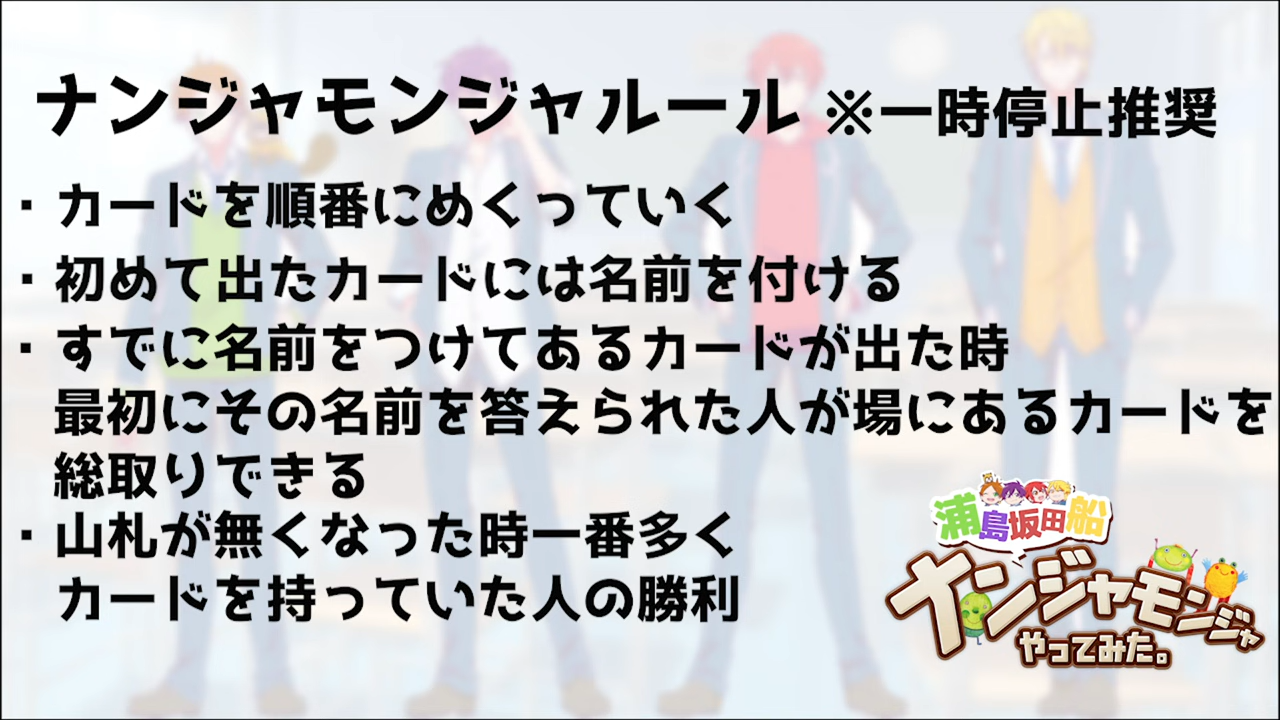 ナンジャモンジャルール ※一時停止推奨
・カードを順番にめくっていく
・初めて出たカードには名前を付ける
・すでに名前をつけてあるカードが出た時
最初にその名前を答えられた人が場にあるカードを
総取りできる
・山札が無くなった時一番多く
カードを持っていた人の勝利
浦島坂田船
ナンジャモンジャ
やってみた。